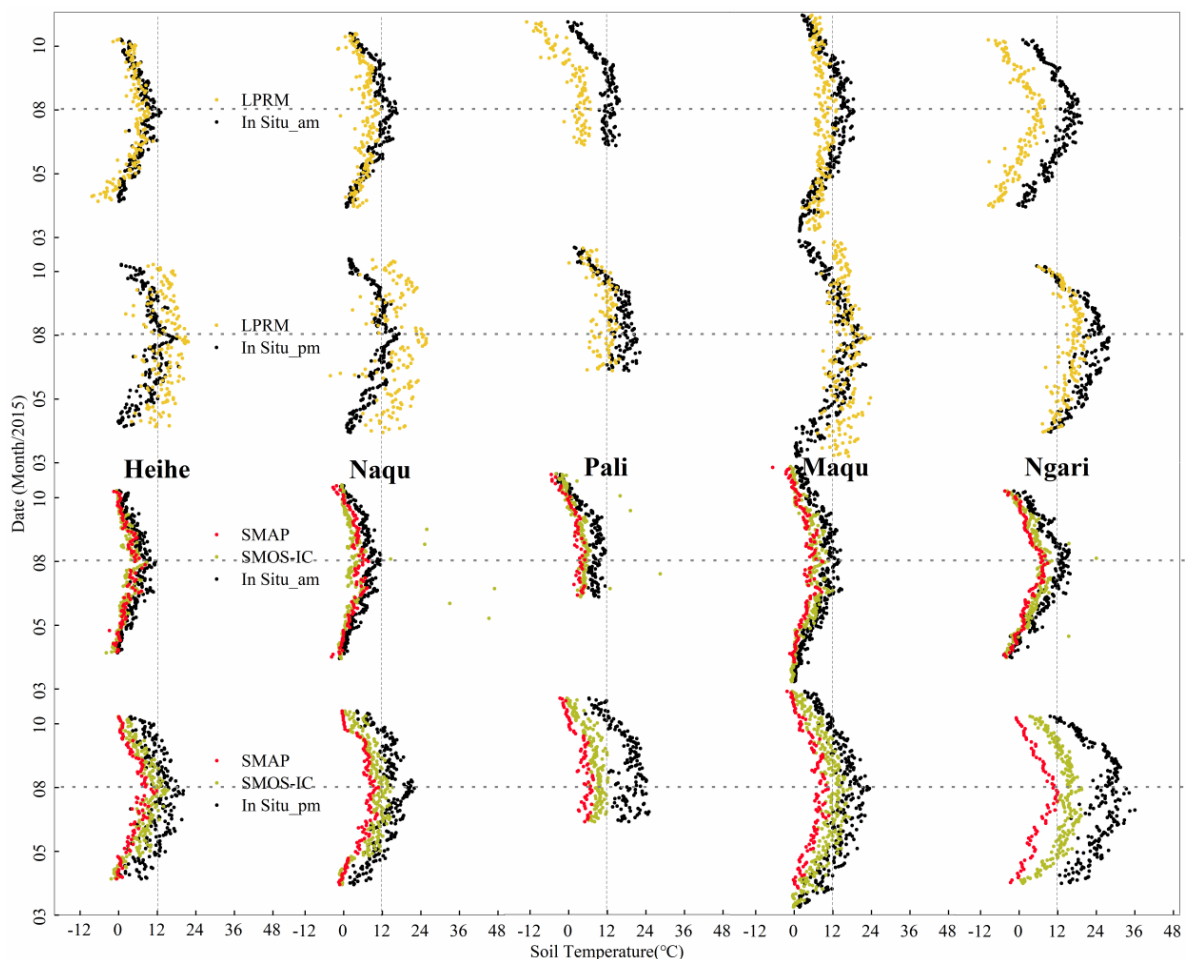 10
LPRM
08
In Situ_am
05
03
10
LPRM
08
In Situ_pm
05
03
Heihe Naqu Pali Maqu Ngari
10
SMAP
SMOS-IC
08
In Situ_am
05
03
10
SMAP
SMOS-IC
08
In Situ_pm
05
03
Date (Month/2015)
-12 0 12 36 48 -12 0 12 24 36 48 -12 0 12 24 36 48 -12 0 12 24 36 48 -12 0 12 24 36 48
Soil Temperature(℃)